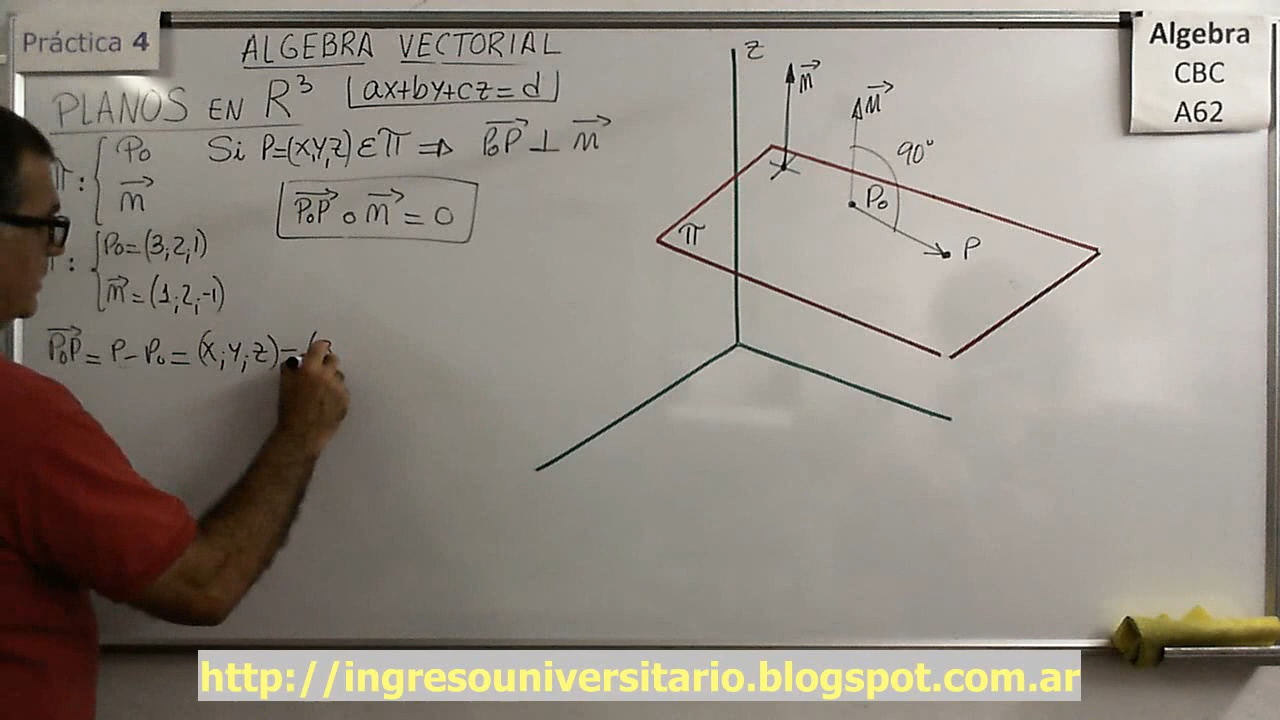 Práctica 4
ALGEBRA VECTORIAL
PLANOS EN R³ ax+by+cz=d
π: P₀ Si P=(X,Y,Z) ∈ π ⇒ P₀P ⊥ n
n
P₀P ∘ n = 0
: P₀=(3;2;1)
n=(1;2;-1)
P₀P = P - P₀ = (X;Y;Z) - (3
z
n
n
90°
P₀
P
π
Algebra
CBC
A62
http://ingresouniversitario.blogspot.com.ar